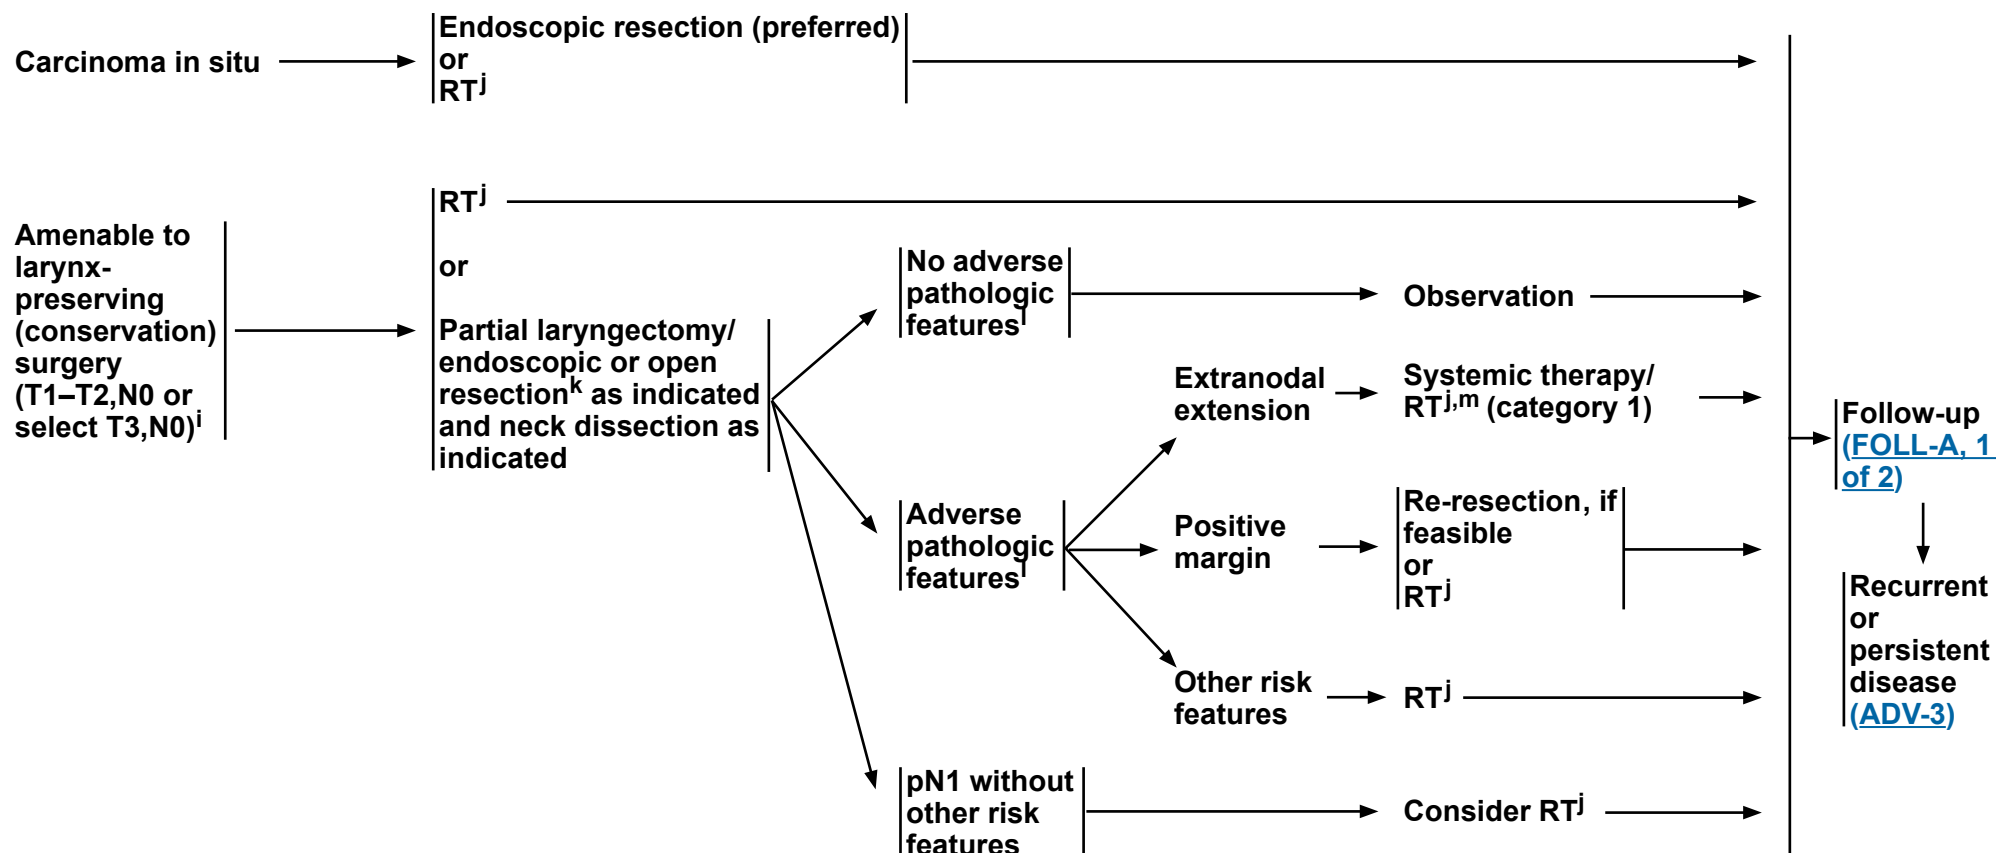 Carcinoma in situ
Endoscopic resection (preferred)
or
RTj
Amenable to
larynx-
preserving
(conservation)
surgery
(T1–T2,N0 or
select T3,N0)i
RTj
or
Partial laryngectomy/
endoscopic or open
resectionk as indicated
and neck dissection as
indicated
No adverse
pathologic
featuresl
Observation
Adverse
pathologic
featuresl
Extranodal
extension
Systemic therapy/
RTj,m (category 1)
Positive
margin
Re-resection, if
feasible
or
RTj
Other risk
features
RTj
pN1 without
other risk
features
Consider RTj
Follow-up
(FOLL-A, 1
of 2)
Recurrent
or
persistent
disease
(ADV-3)